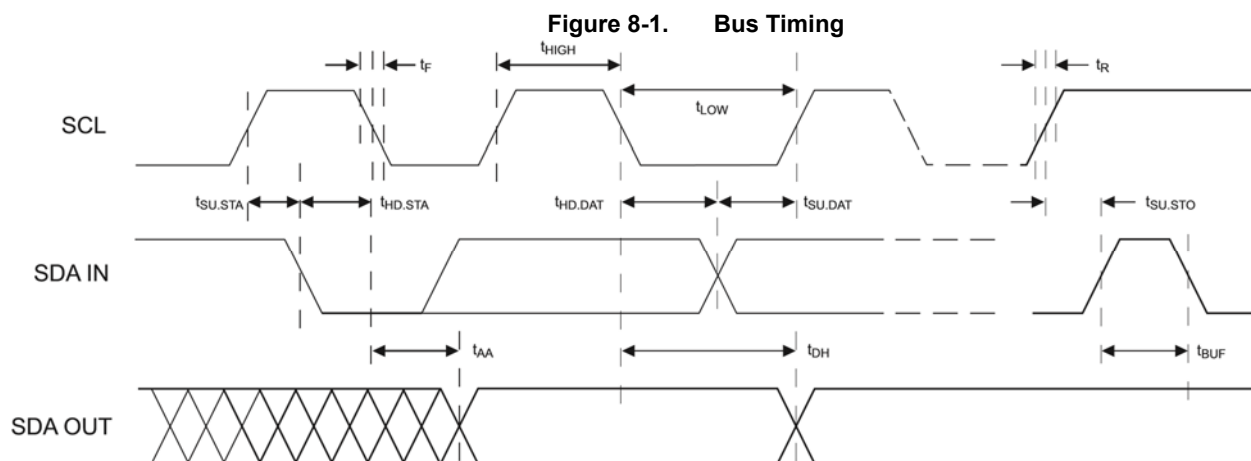 Figure 8-1. Bus Timing
tHIGH
tF
tR
tLOW
SCL
tSU.STA
tHD.STA
tHD.DAT
tSU.DAT
tSU.STO
SDA IN
tAA
tDH
tBUF
SDA OUT